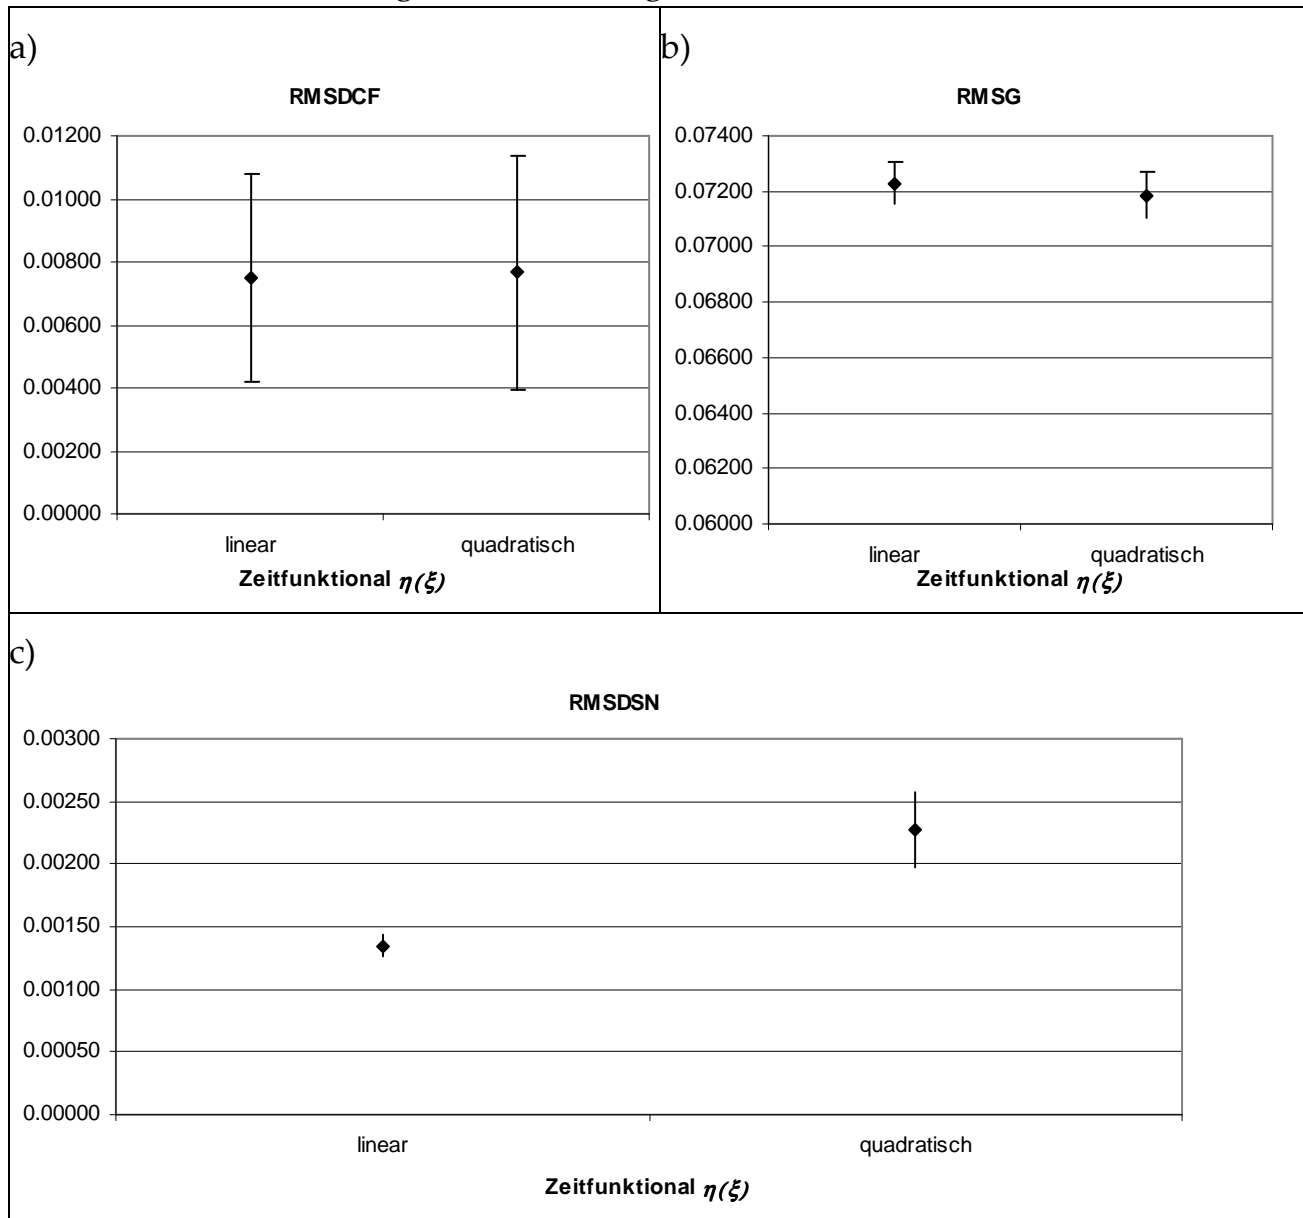 a)
RMSDCF
0.01200
0.01000
0.00800
0.00600
0.00400
0.00200
0.00000
linear quadratisch
Zeitfunktional η(ξ)
b)
RMSG
0.07400
0.07200
0.07000
0.06800
0.06600
0.06400
0.06200
0.06000
linear quadratisch
Zeitfunktional η(ξ)
c)
RMSDSN
0.00300
0.00250
0.00200
0.00150
0.00100
0.00050
0.00000
linear quadratisch
Zeitfunktional η(ξ)